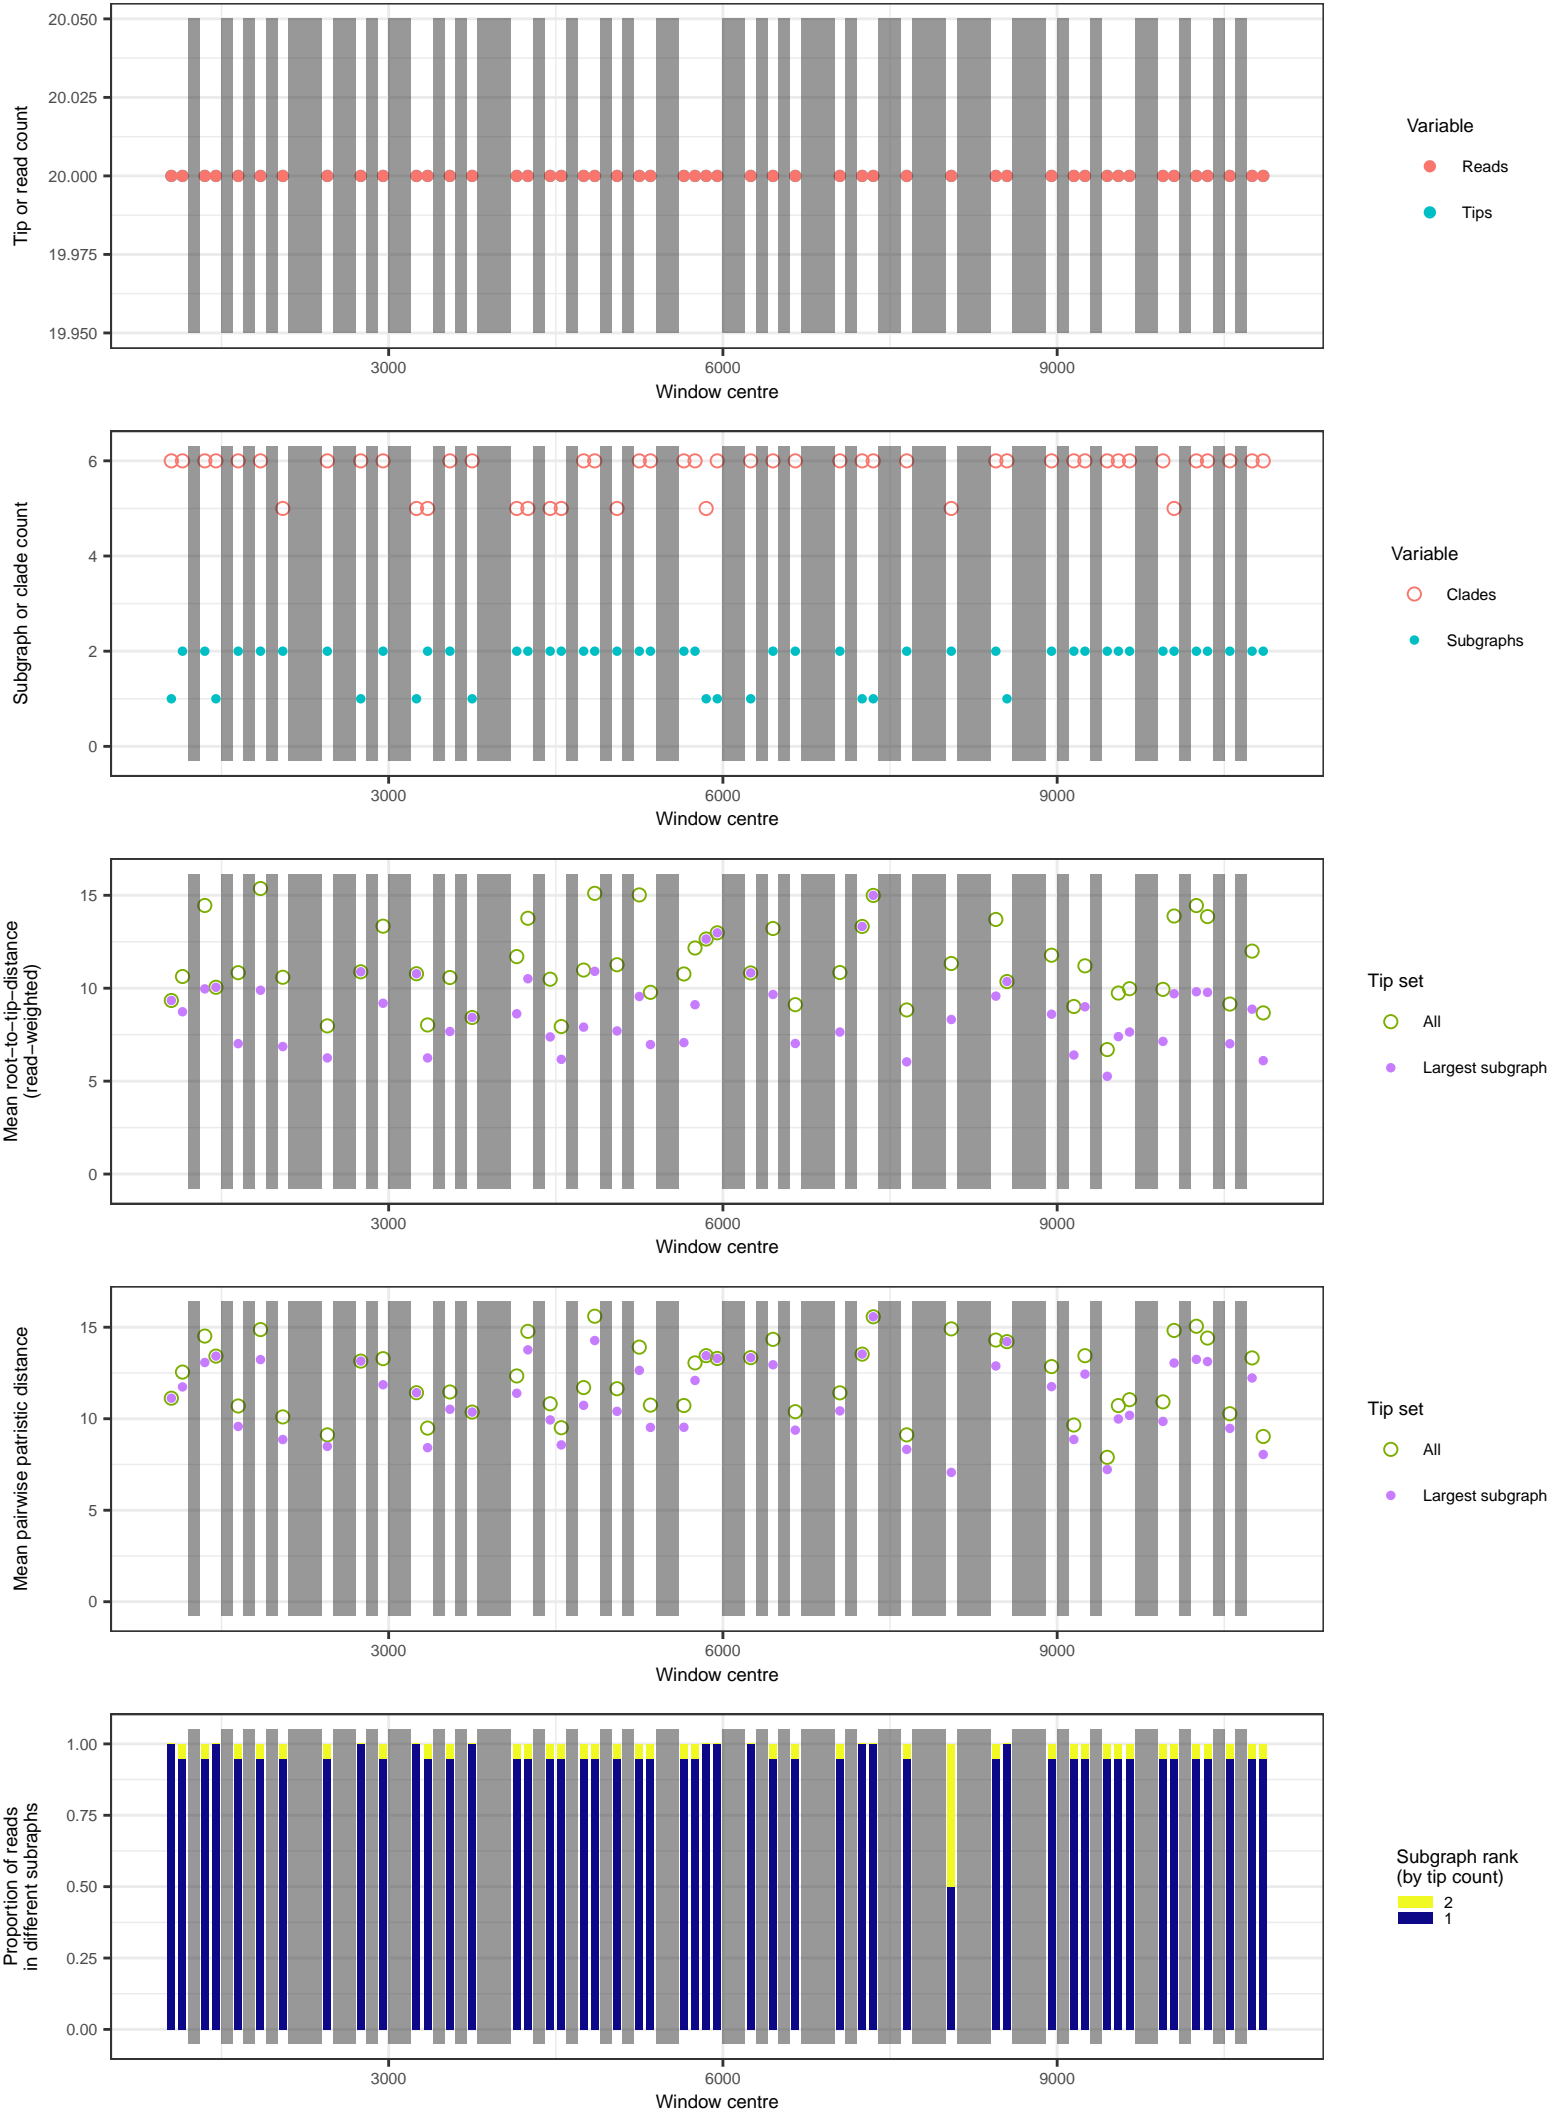 20.050
20.025
20.000
19.975
19.950
Tip or read count
3000
6000
9000
Window centre
Variable
Reads
Tips
6
4
2
0
Subgraph or clade count
3000
6000
9000
Window centre
Variable
Clades
Subgraphs
15
10
5
0
Mean root−to−tip−distance
(read−weighted)
3000
6000
9000
Window centre
Tip set
All
Largest subgraph
15
10
5
0
Mean pairwise patristic distance
3000
6000
9000
Window centre
Tip set
All
Largest subgraph
1.00
0.75
0.50
0.25
0.00
Proportion of reads
in different subraphs
3000
6000
9000
Window centre
Subgraph rank
(by tip count)
2
1